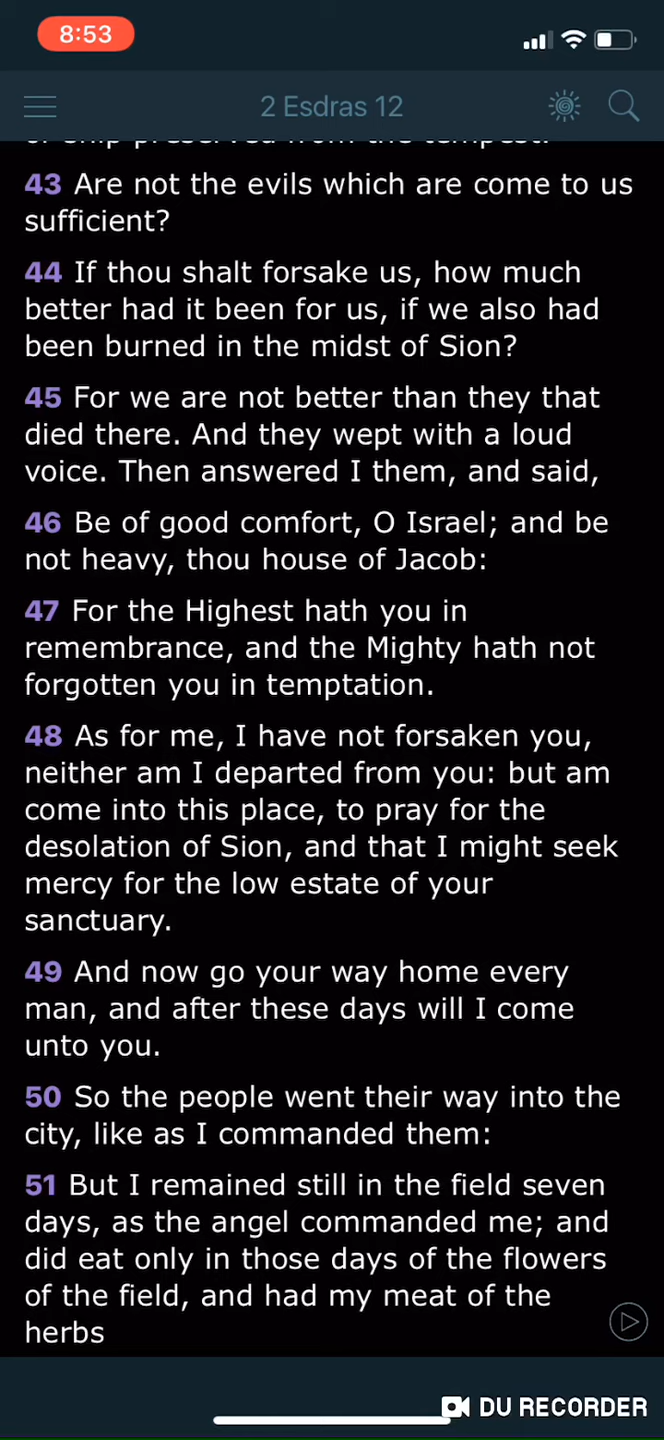 8:53
2 Esdras 12
43 Are not the evils which are come to us
sufficient?
44 If thou shalt forsake us, how much
better had it been for us, if we also had
been burned in the midst of Sion?
45 For we are not better than they that
died there. And they wept with a loud
voice. Then answered I them, and said,
46 Be of good comfort, O Israel; and be
not heavy, thou house of Jacob:
47 For the Highest hath you in
remembrance, and the Mighty hath not
forgotten you in temptation.
48 As for me, I have not forsaken you,
neither am I departed from you: but am
come into this place, to pray for the
desolation of Sion, and that I might seek
mercy for the low estate of your
sanctuary.
49 And now go your way home every
man, and after these days will I come
unto you.
50 So the people went their way into the
city, like as I commanded them:
51 But I remained still in the field seven
days, as the angel commanded me; and
did eat only in those days of the flowers
of the field, and had my meat of the
herbs
DU RECORDER